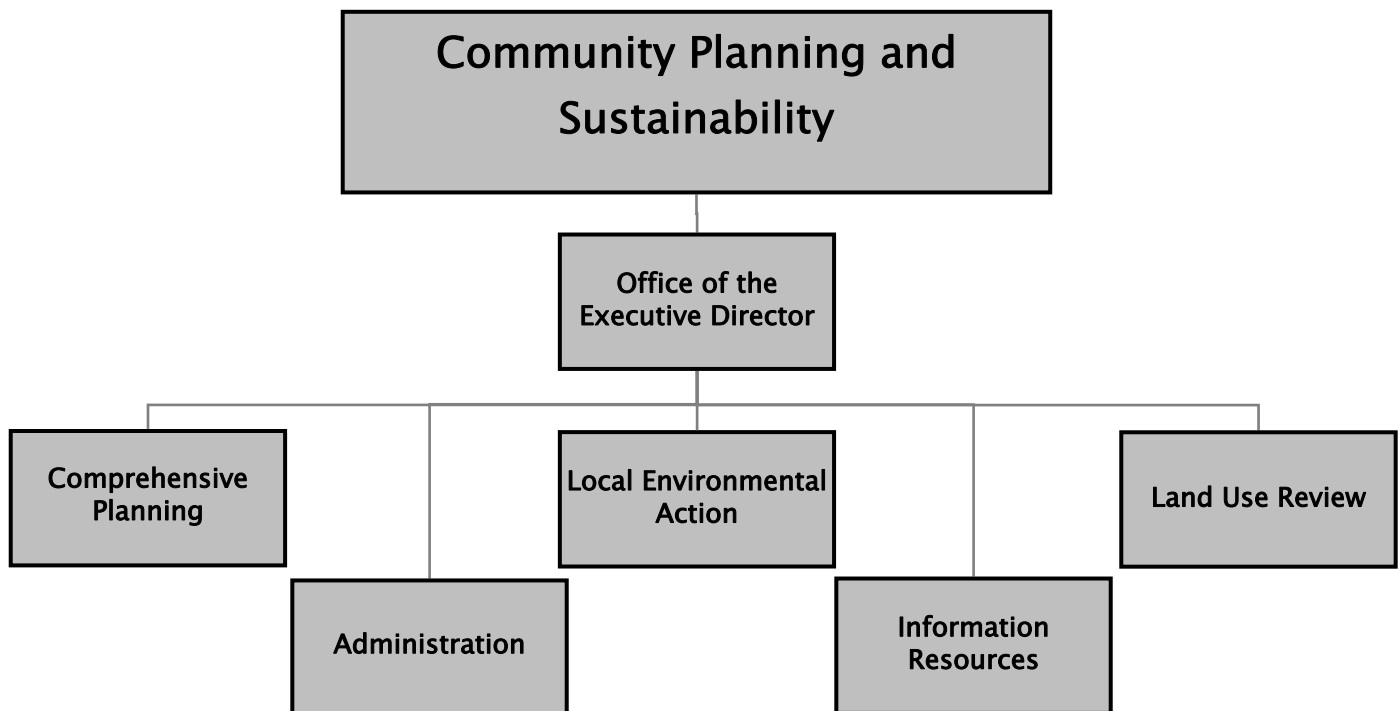 Community Planning and
Sustainability
Office of the
Executive Director
Comprehensive
Planning
Local Environmental
Action
Land Use Review
Administration
Information
Resources